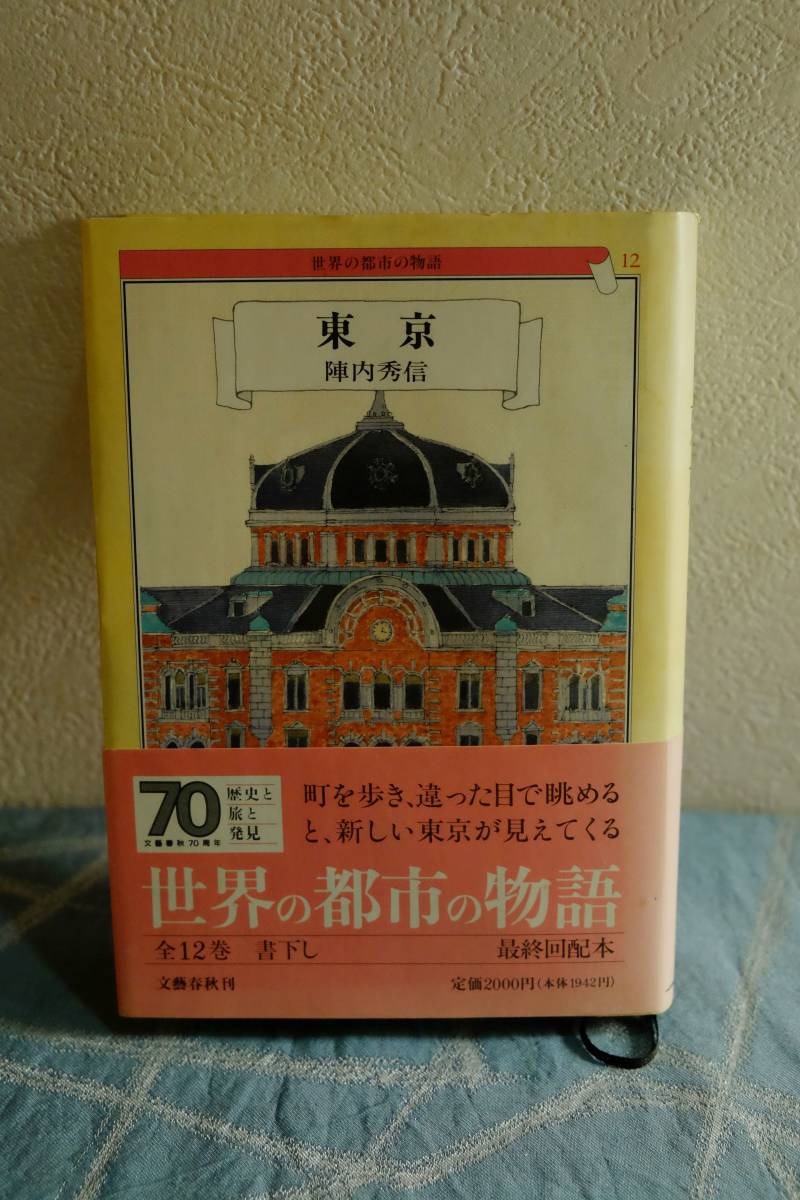 世界の都市の物語
12
東京
陣内秀信
70
歴史と
旅と
発見
文藝春秋70周年
町を歩き、違った目で眺める
と、新しい東京が見えてくる
世界の都市の物語
全12巻 書下し
最終回配本
文藝春秋刊
定価2000円(本体1942円)